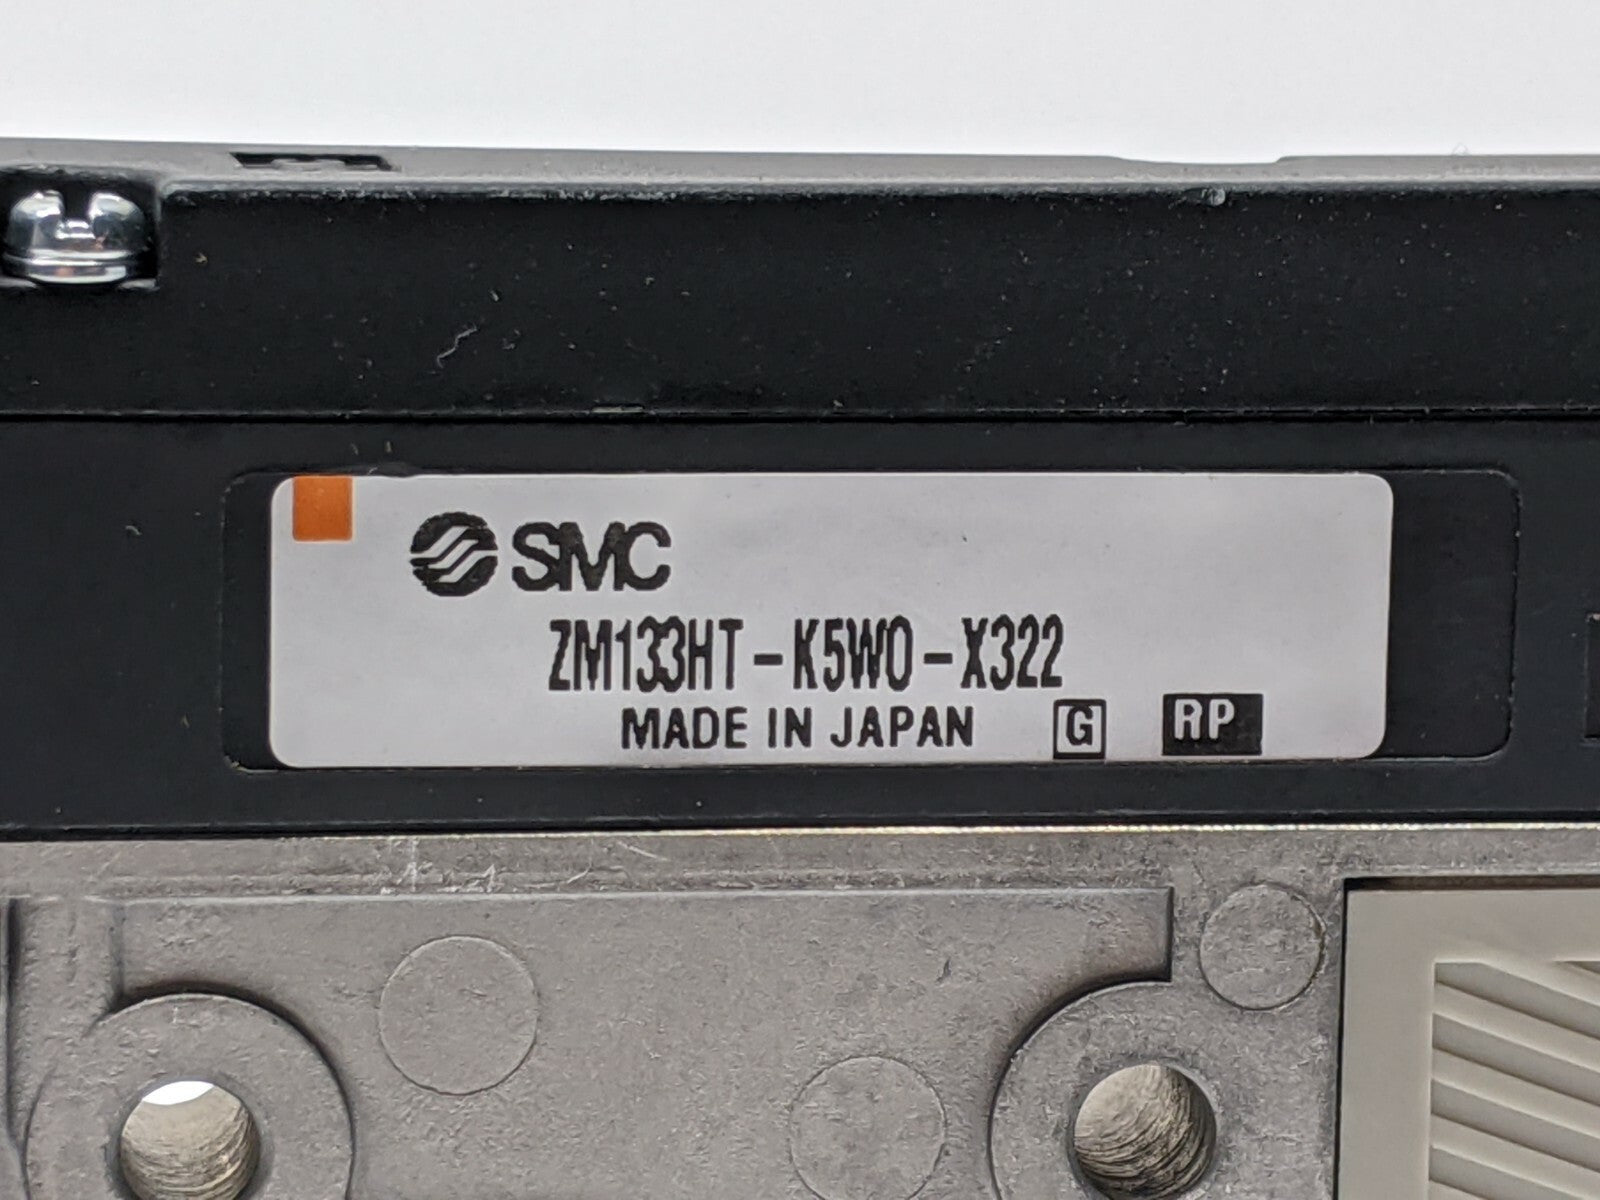 SMC
ZM133HT-K5W0-X322
MADE IN JAPAN G RP